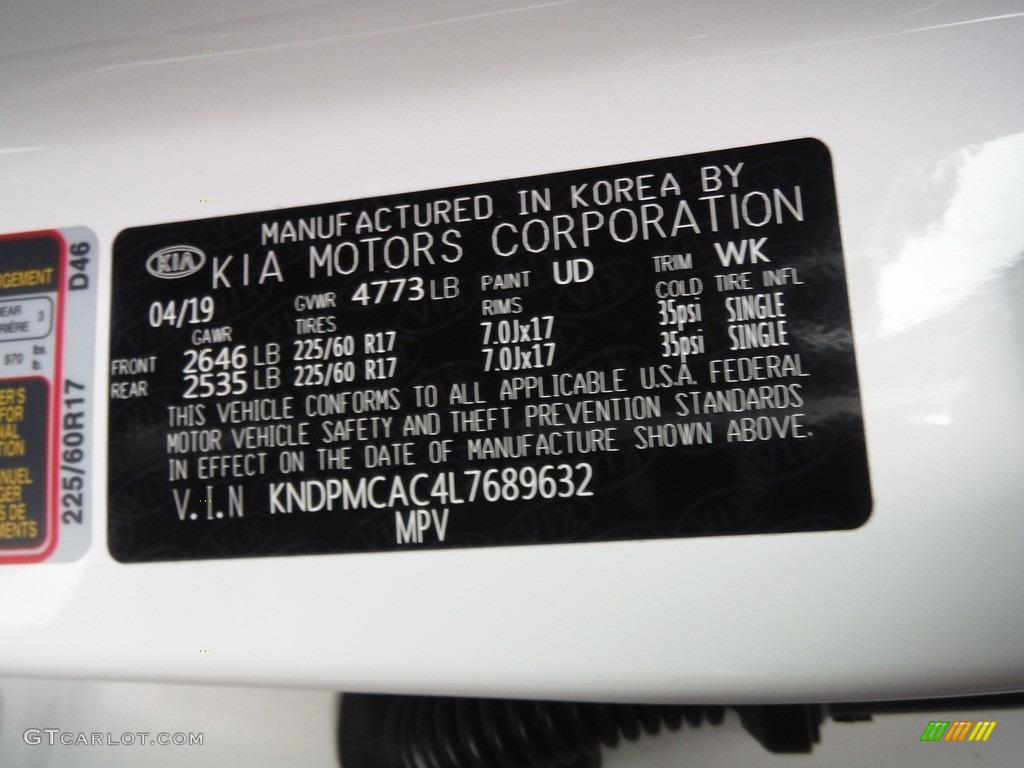 MANUFACTURED IN KOREA BY
KIA KIA MOTORS CORPORATION
04/19 GVWR 4773 LB PAINT UD TRIM WK
GAWR TIRES RIMS COLD TIRE INFL
FRONT 2646 LB 225/60 R17 7.0Jx17 35psi SINGLE
REAR 2535 LB 225/60 R17 7.0Jx17 35psi SINGLE
THIS VEHICLE CONFORMS TO ALL APPLICABLE U.S.A. FEDERAL
MOTOR VEHICLE SAFETY AND THEFT PREVENTION STANDARDS
IN EFFECT ON THE DATE OF MANUFACTURE SHOWN ABOVE.
V.I.N KNDPMCAC4L7689632
MPV
D46
225/60R17
3
970 lbs.
GTCARLOT.COM